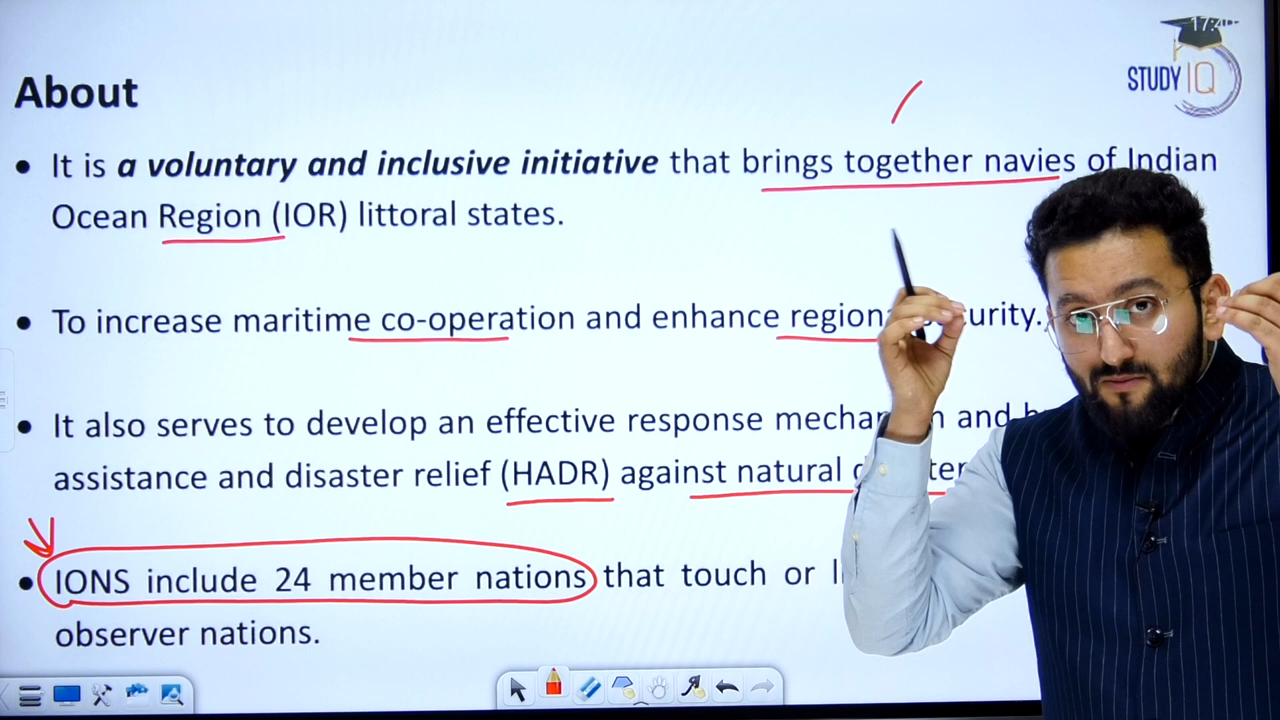 17:40
STUDY IQ
About
• It is a voluntary and inclusive initiative that brings together navies of Indian
Ocean Region (IOR) littoral states.
• To increase maritime co-operation and enhance regional security.
• It also serves to develop an effective response mechanism and
assistance and disaster relief (HADR) against natural
• IONS include 24 member nations that touch or
observer nations.